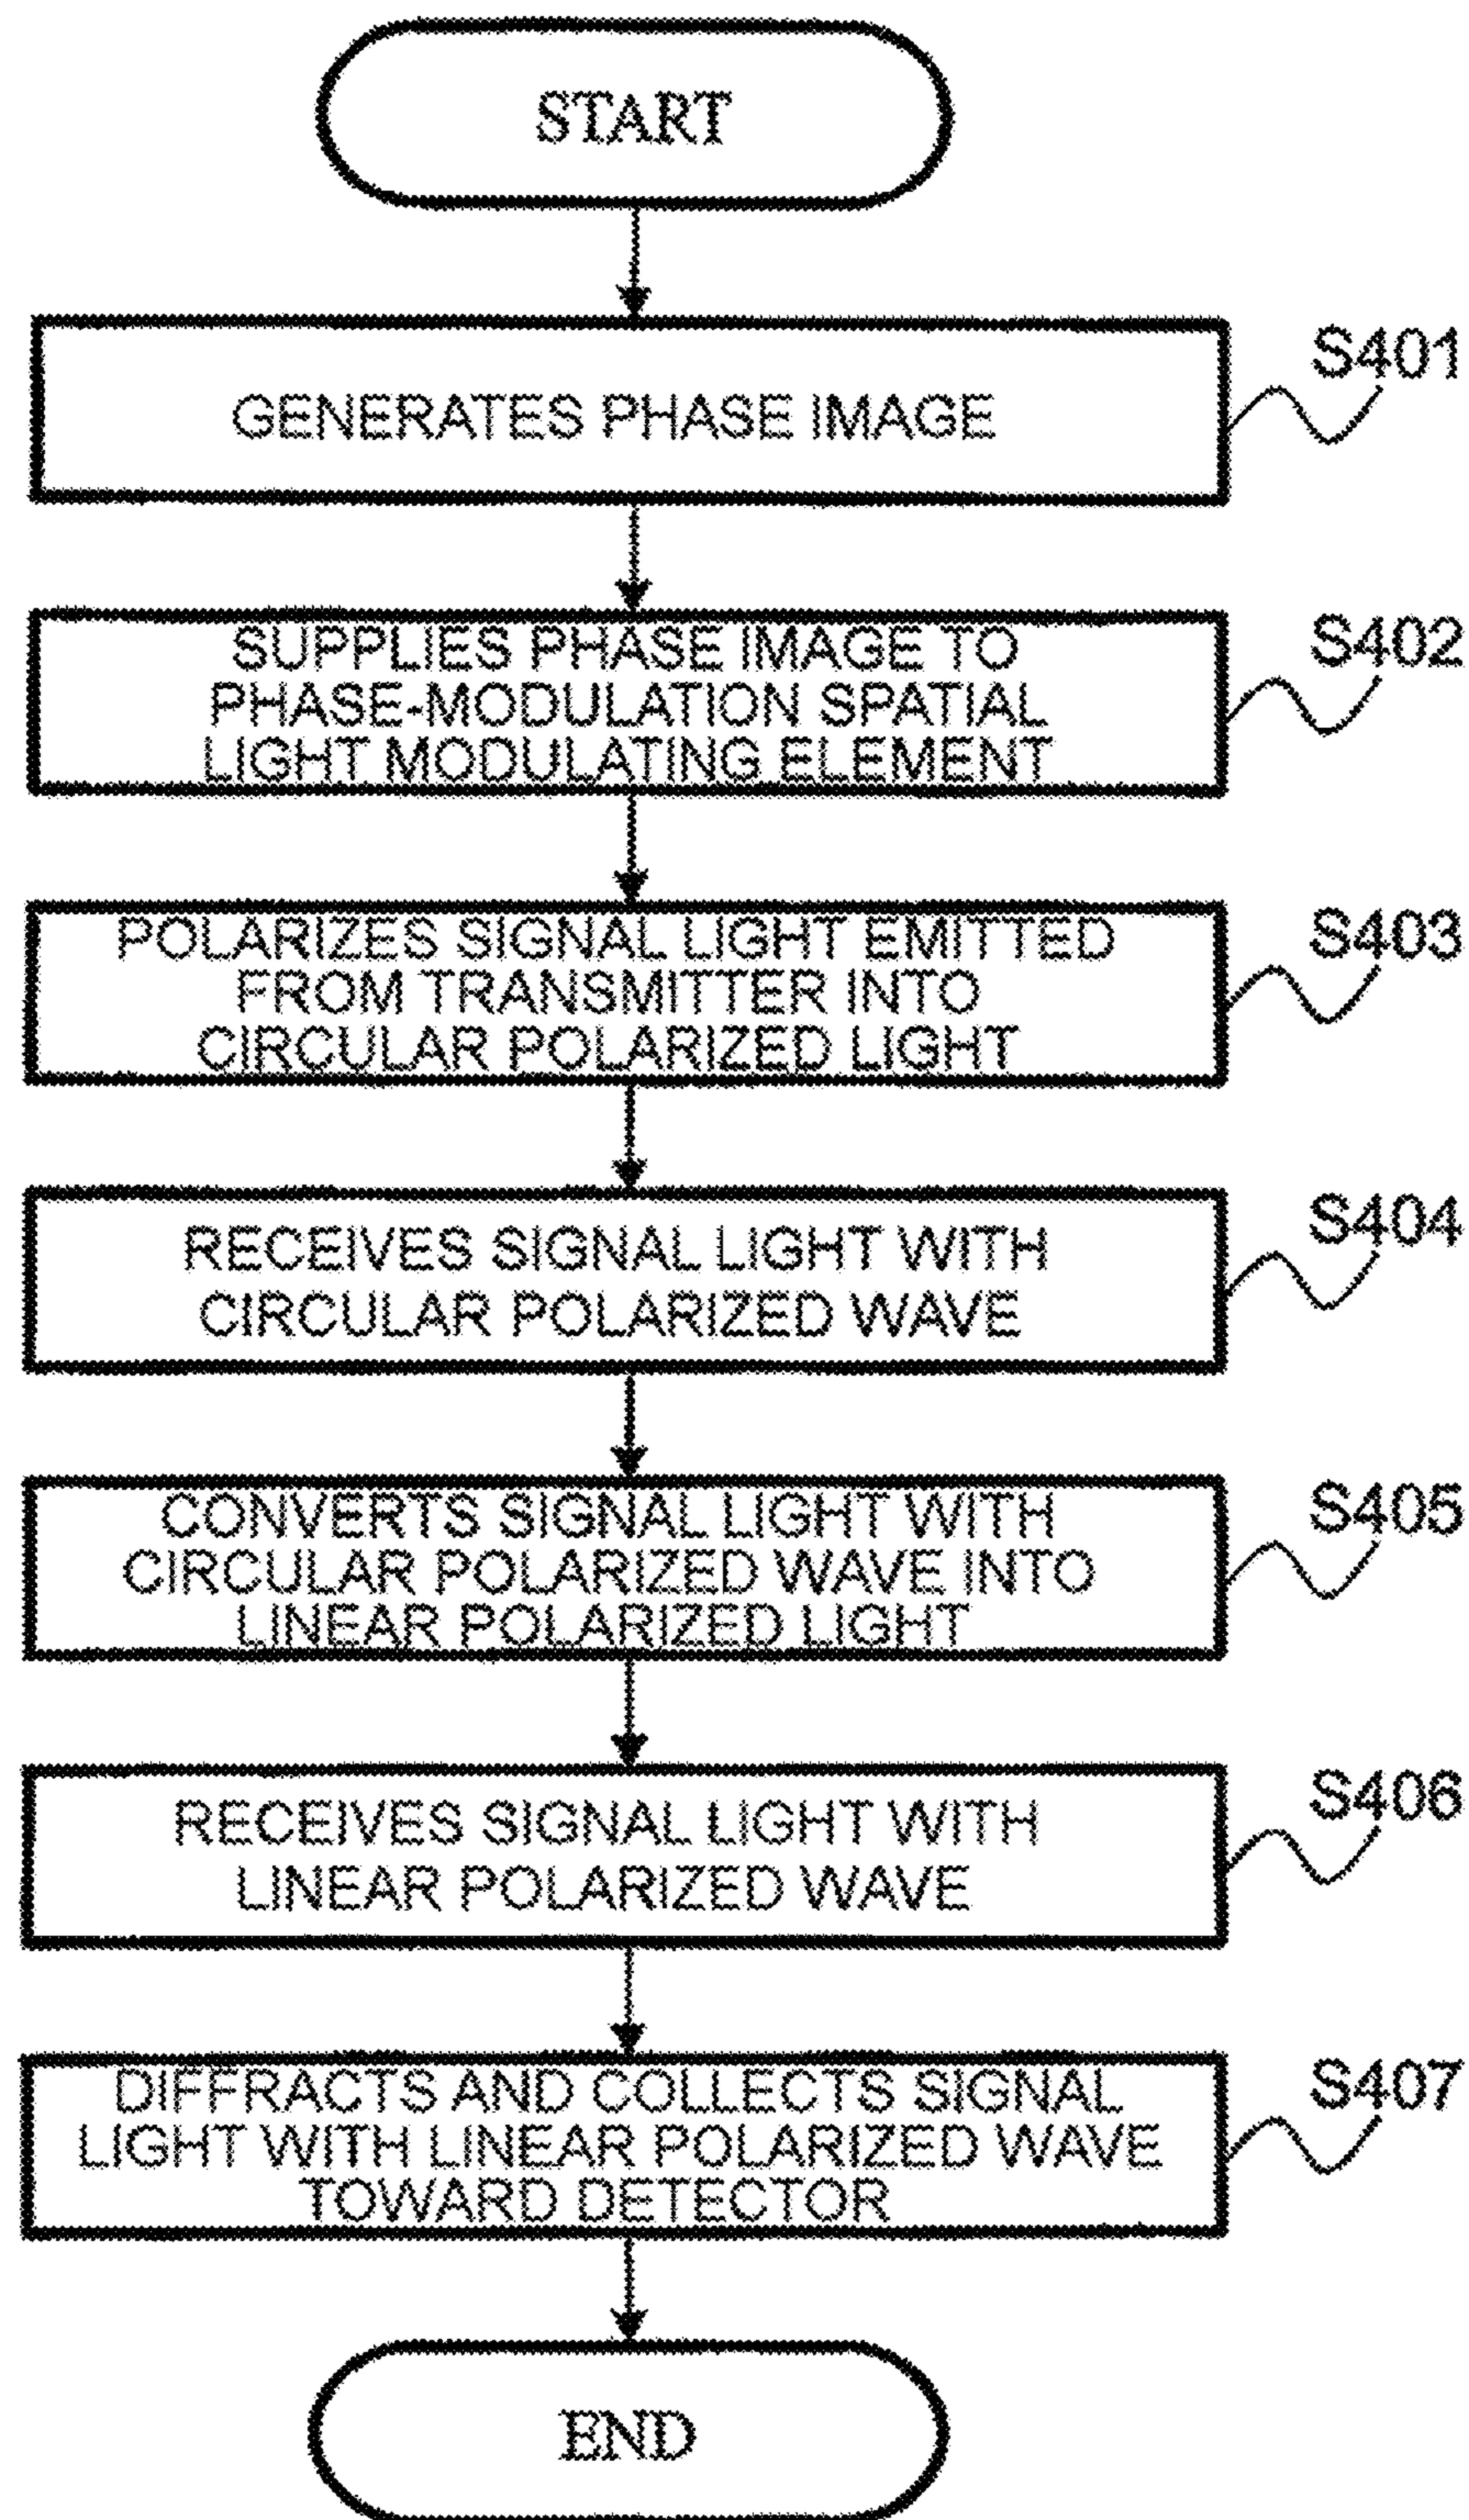 START
GENERATES PHASE IMAGE
S401
SUPPLIES PHASE IMAGE TO
PHASE-MODULATION SPATIAL
LIGHT MODULATING ELEMENT
S402
POLARIZES SIGNAL LIGHT EMITTED
FROM TRANSMITTER INTO
CIRCULAR POLARIZED LIGHT
S403
RECEIVES SIGNAL LIGHT WITH
CIRCULAR POLARIZED WAVE
S404
CONVERTS SIGNAL LIGHT WITH
CIRCULAR POLARIZED WAVE INTO
LINEAR POLARIZED LIGHT
S405
RECEIVES SIGNAL LIGHT WITH
LINEAR POLARIZED WAVE
S406
DIFFRACTS AND COLLECTS SIGNAL
LIGHT WITH LINEAR POLARIZED WAVE
TOWARD DETECTOR
S407
END